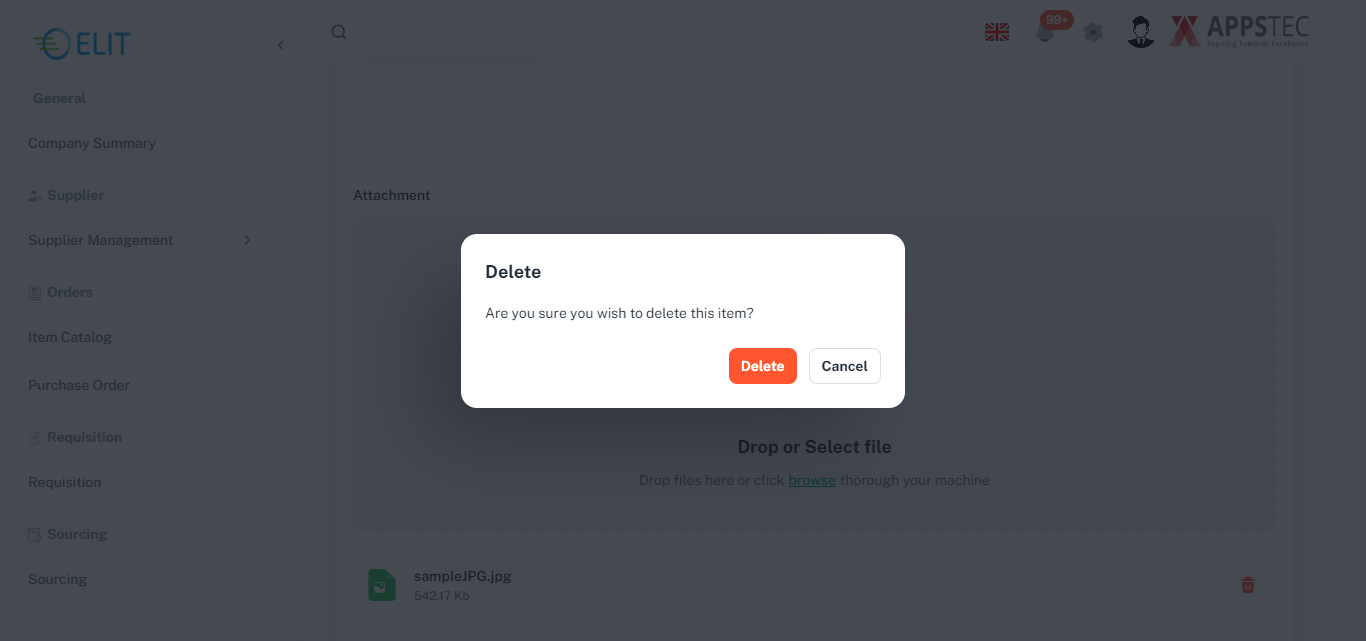 ELIT
99+
APPSTEC
Aspiring Towards Excellence
General
Company Summary
Supplier
Supplier Management
Orders
Item Catalog
Purchase Order
Requisition
Requisition
Sourcing
Sourcing
Attachment
Delete
Are you sure you wish to delete this item?
Delete
Cancel
Drop or Select file
Drop files here or click browse thorough your machine
sampleJPG.jpg
542.17 Kb